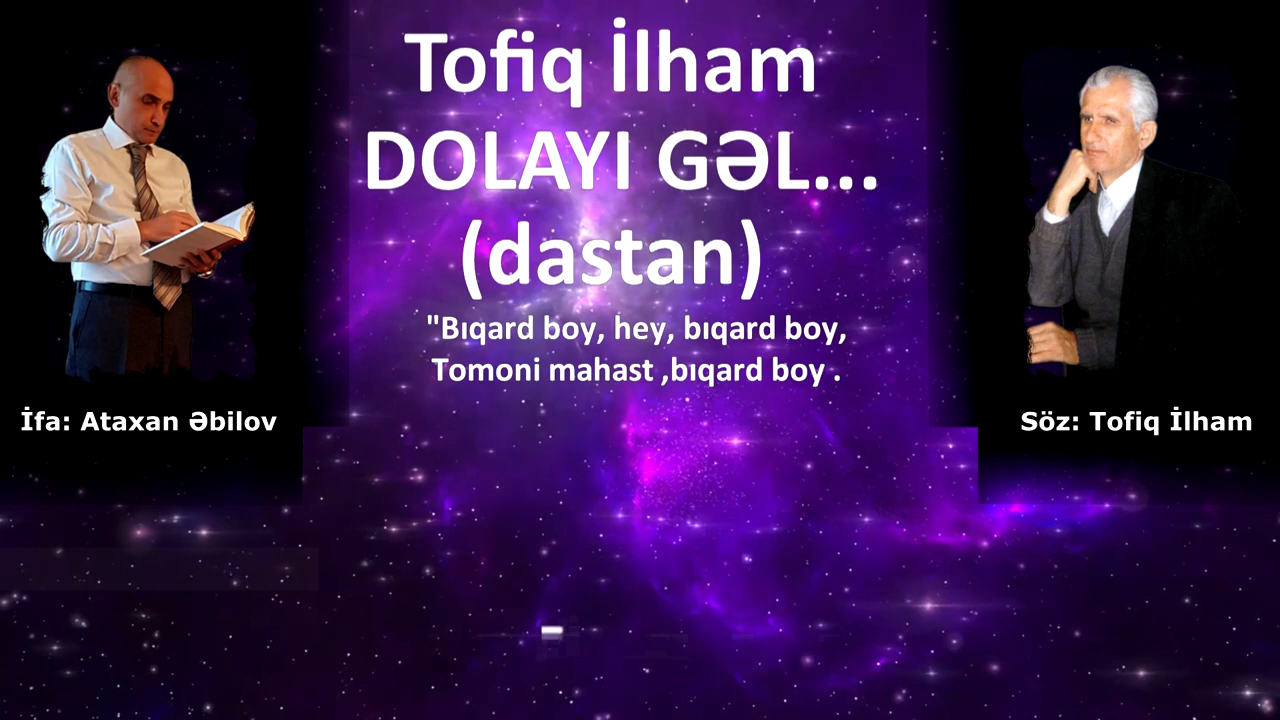 Tofiq İlham
DOLAYI GƏL...
(dastan)
"Bıqard boy, hey, bıqard boy,
Tomoni mahast ,bıqard boy .
İfa: Ataxan Əbilov
Söz: Tofiq İlham